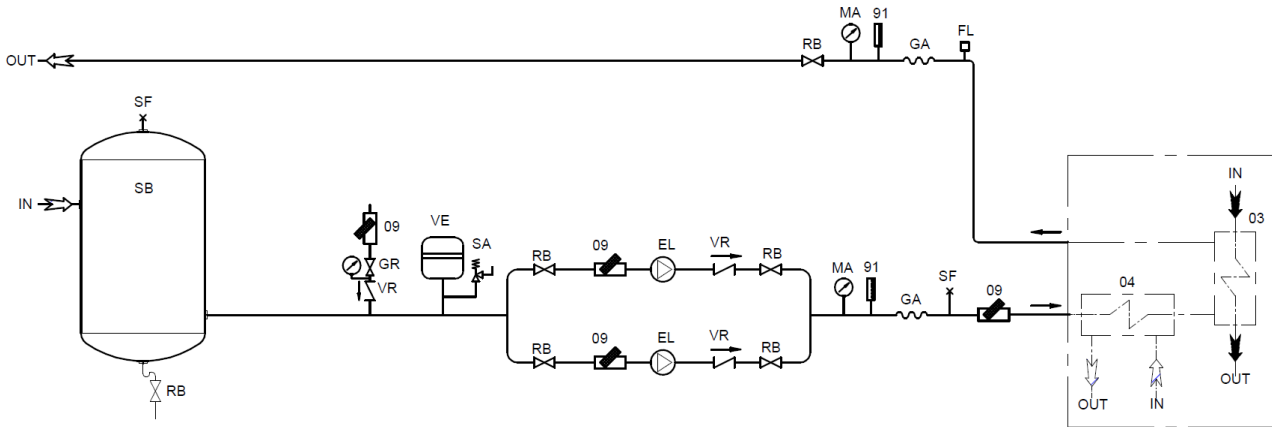 MA 91 FL
RB GA
OUT
SF
IN
SB
IN
03
09 VE
SA RB 09 EL VR RB
GR
VR
MA 91 SF
GA 09
04
RB 09 EL VR RB
RB
OUT IN OUT